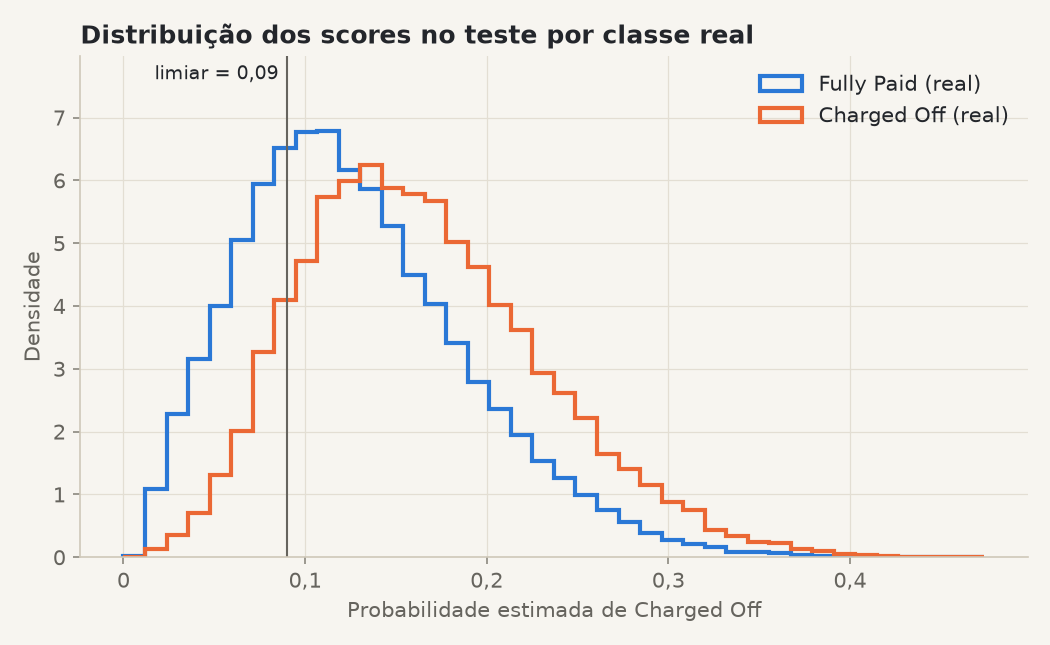 Distribuição dos scores no teste por classe real
limiar = 0,09
Fully Paid (real)
Charged Off (real)
Densidade
7
6
5
4
3
2
1
0
0
0,1
0,2
0,3
0,4
Probabilidade estimada de Charged Off